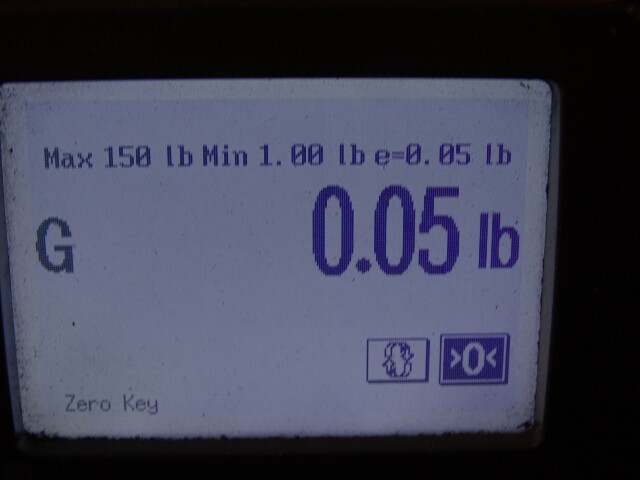 Max 150 lb Min 1.00 lb e=0.05 lb
G 0.05 lb
>0<
Zero Key